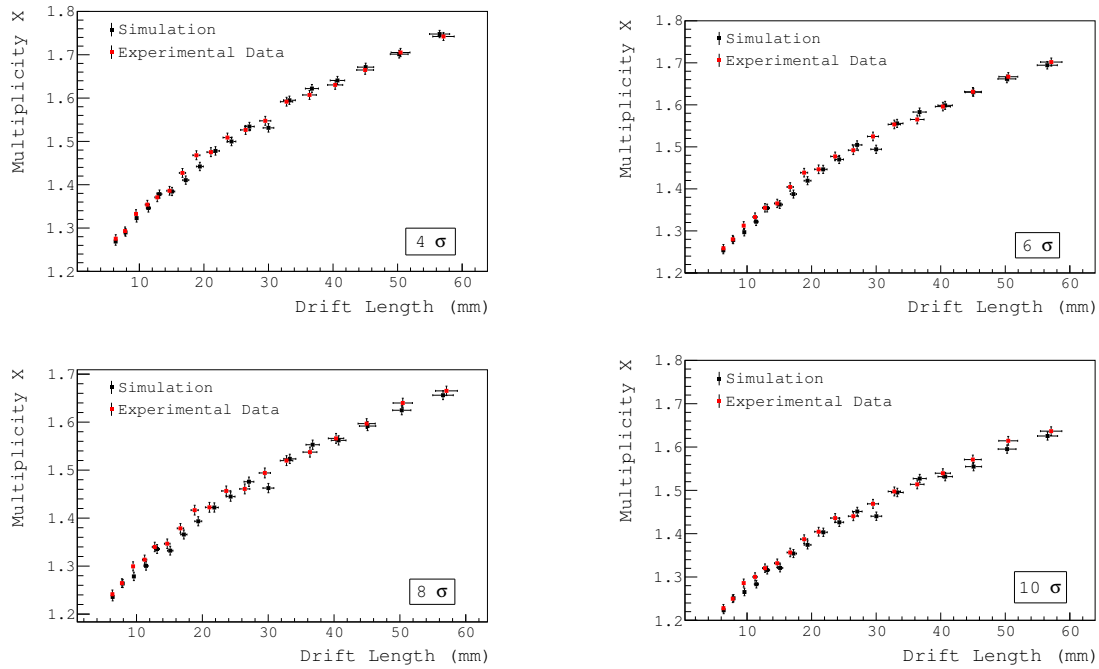 Multiplicity X
1.8
1.7
1.6
1.5
1.4
1.3
1.2
Simulation
Experimental Data
4 σ
10 20 30 40 50 60
Drift Length (mm)
Multiplicity X
1.8
1.7
1.6
1.5
1.4
1.3
1.2
Simulation
Experimental Data
6 σ
10 20 30 40 50 60
Drift Length (mm)
Multiplicity X
1.7
1.6
1.5
1.4
1.3
1.2
Simulation
Experimental Data
8 σ
10 20 30 40 50 60
Drift Length (mm)
Multiplicity X
1.8
1.7
1.6
1.5
1.4
1.3
1.2
Simulation
Experimental Data
10 σ
10 20 30 40 50 60
Drift Length (mm)